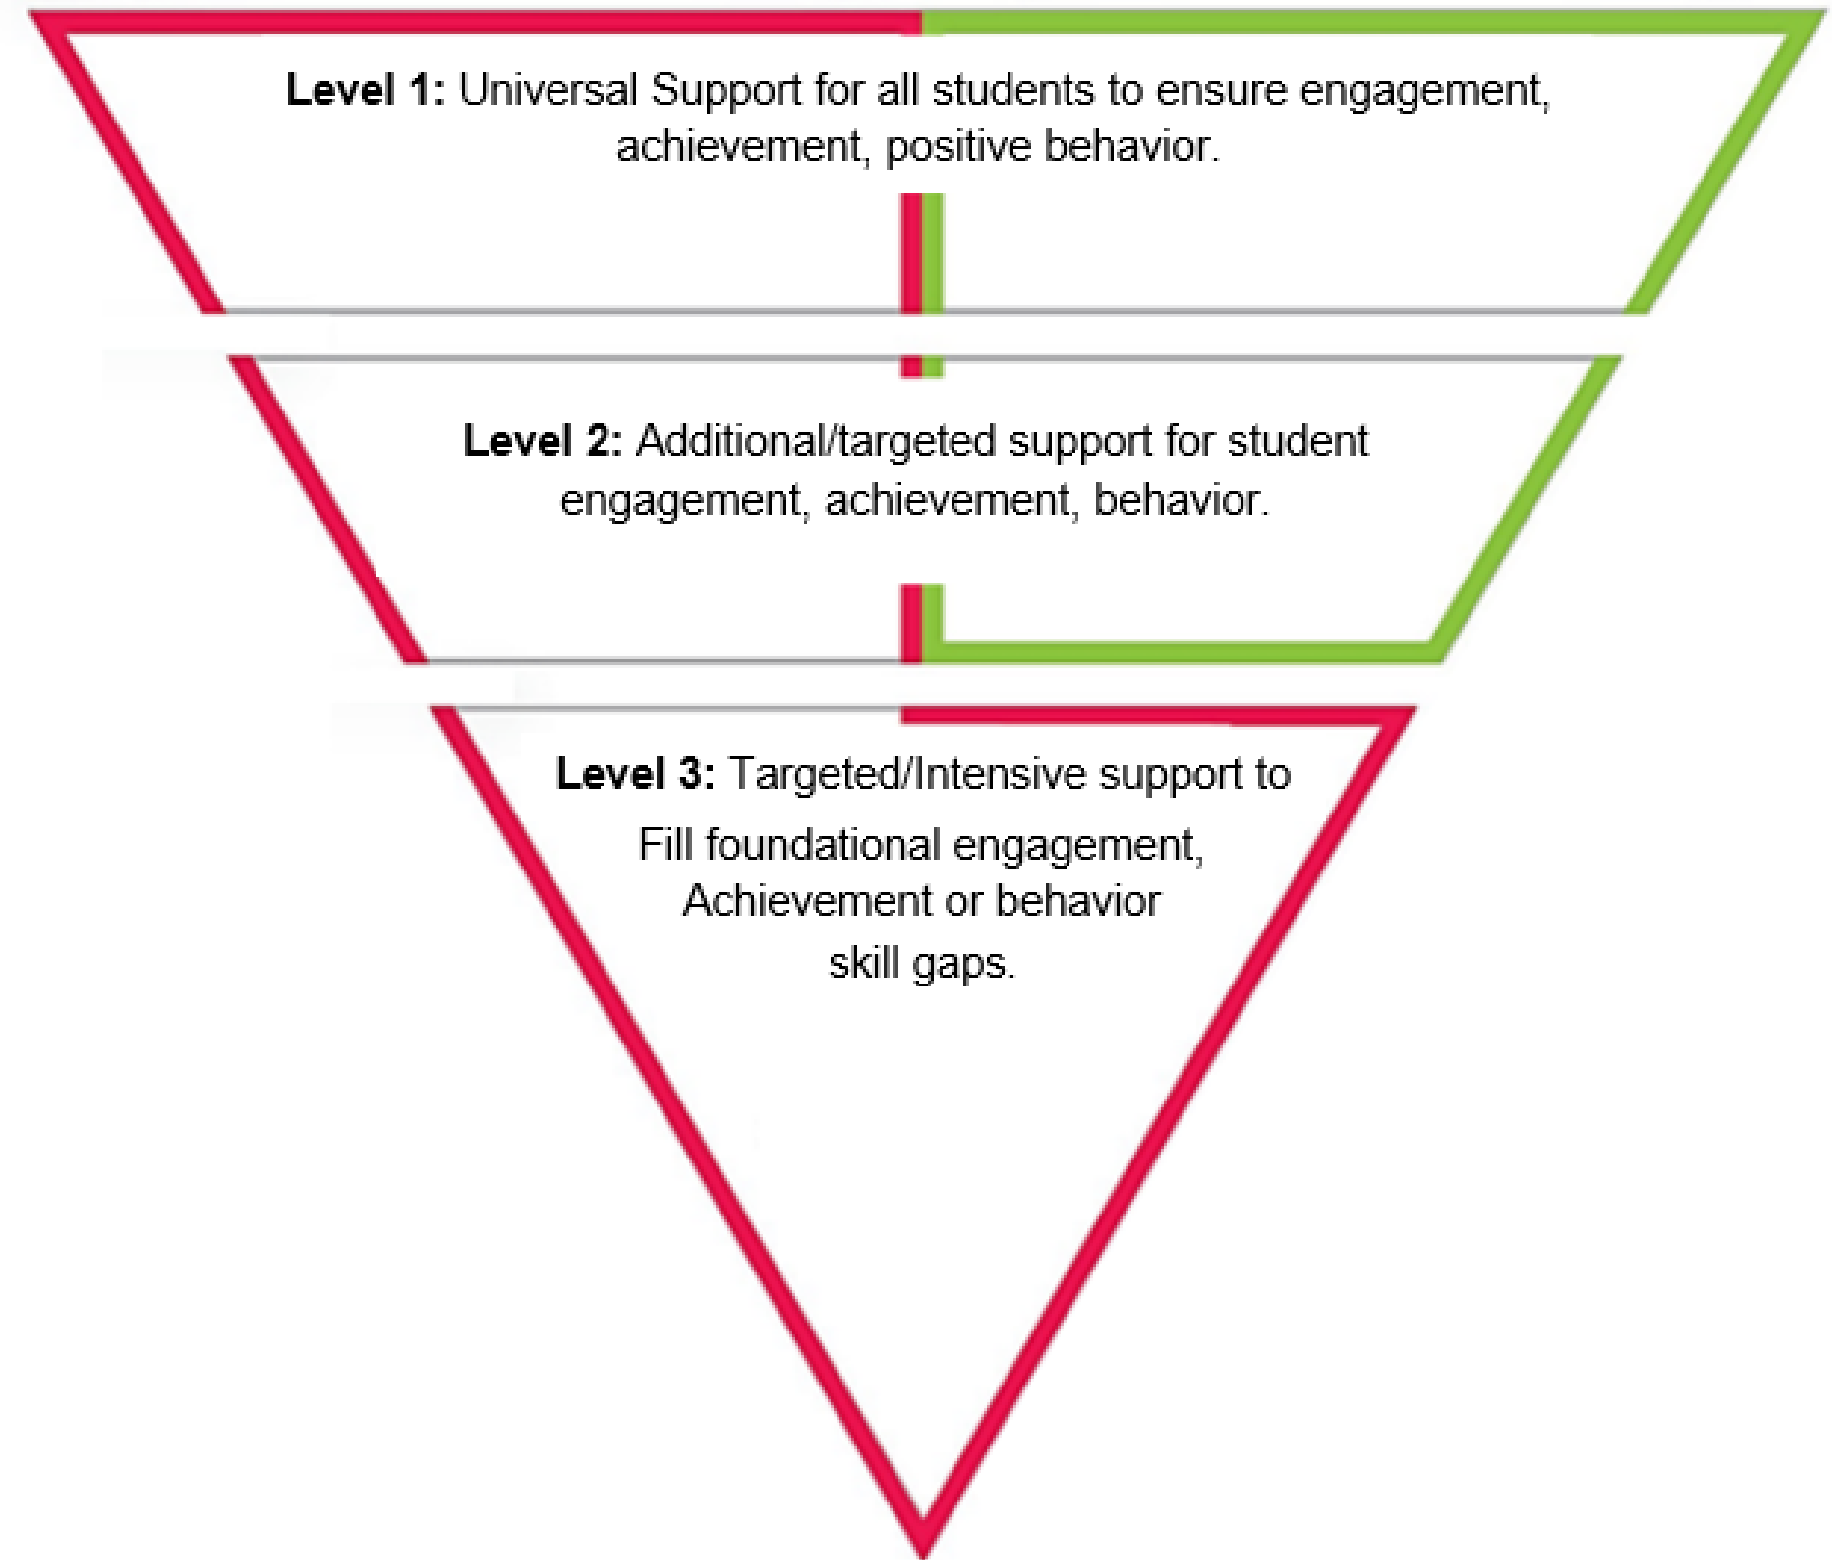 Level 1: Universal Support for all students to ensure engagement,
achievement, positive behavior.
Level 2: Additional/targeted support for student
engagement, achievement, behavior.
Level 3: Targeted/Intensive support to
Fill foundational engagement,
Achievement or behavior
skill gaps.